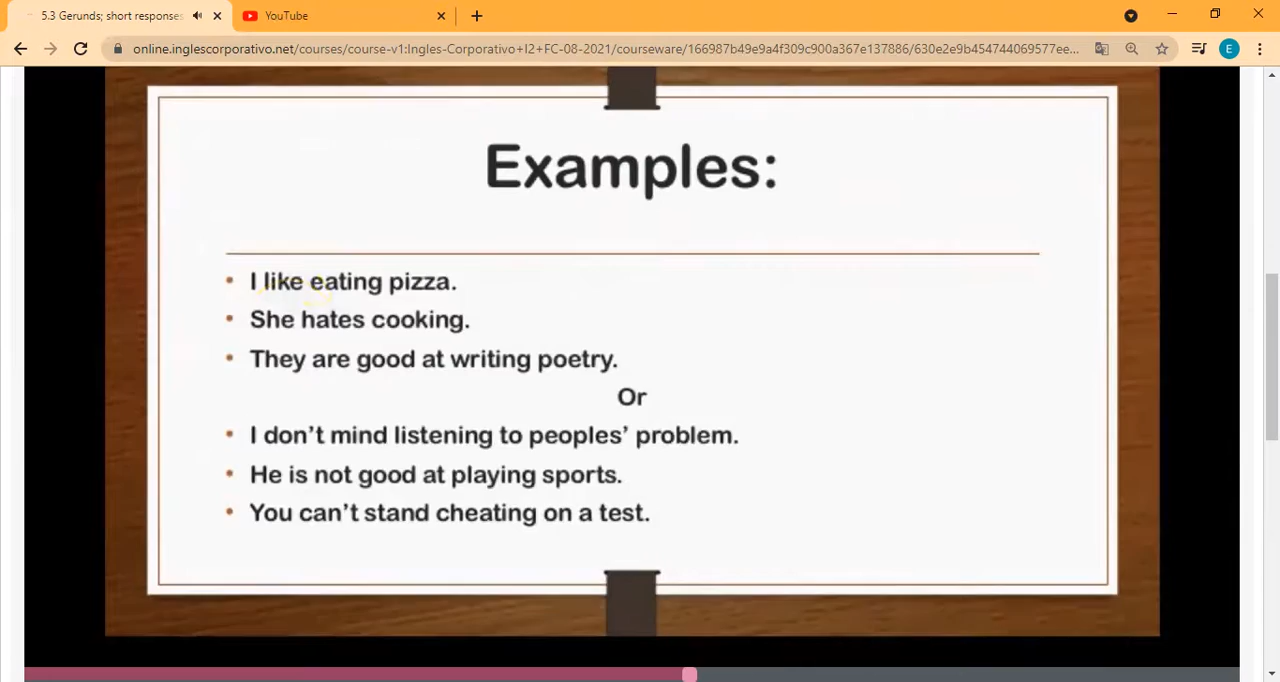 5.3 Gerunds; short responses
YouTube
online.inglescorporativo.net/courses/course-v1:Ingles-Corporativo+I2+FC-08-2021/courseware/166987b49e9a4f309c900a367e137886/630e2e9b454744069577ee...
E
Examples:
• I like eating pizza.
• She hates cooking.
• They are good at writing poetry.
Or
• I don't mind listening to peoples' problem.
• He is not good at playing sports.
• You can't stand cheating on a test.